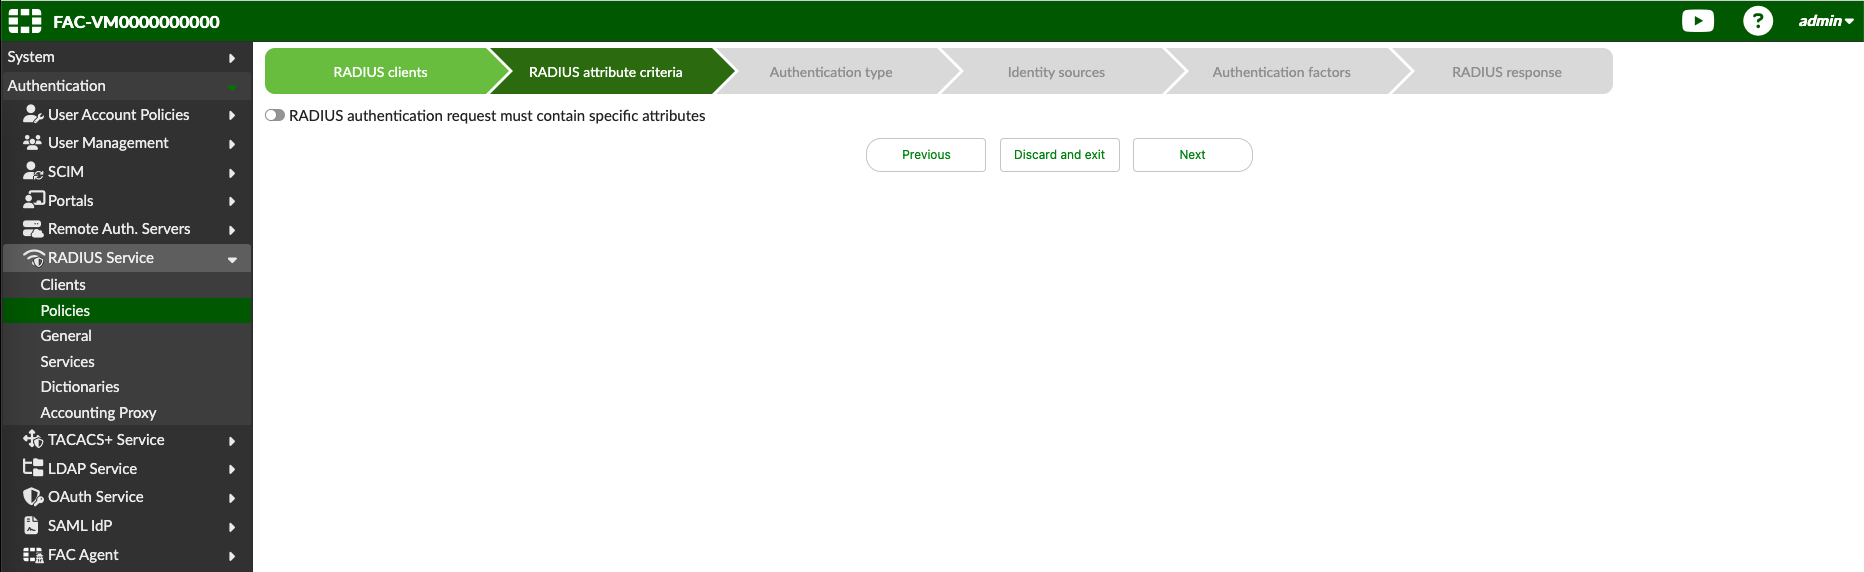 FAC-VM0000000000
?
admin
System
Authentication
User Account Policies
User Management
SCIM
Portals
Remote Auth. Servers
RADIUS Service
Clients
Policies
General
Services
Dictionaries
Accounting Proxy
TACACS+ Service
LDAP Service
OAuth Service
SAML IdP
FAC Agent
RADIUS clients
RADIUS attribute criteria
Authentication type
Identity sources
Authentication factors
RADIUS response
RADIUS authentication request must contain specific attributes
Previous
Discard and exit
Next